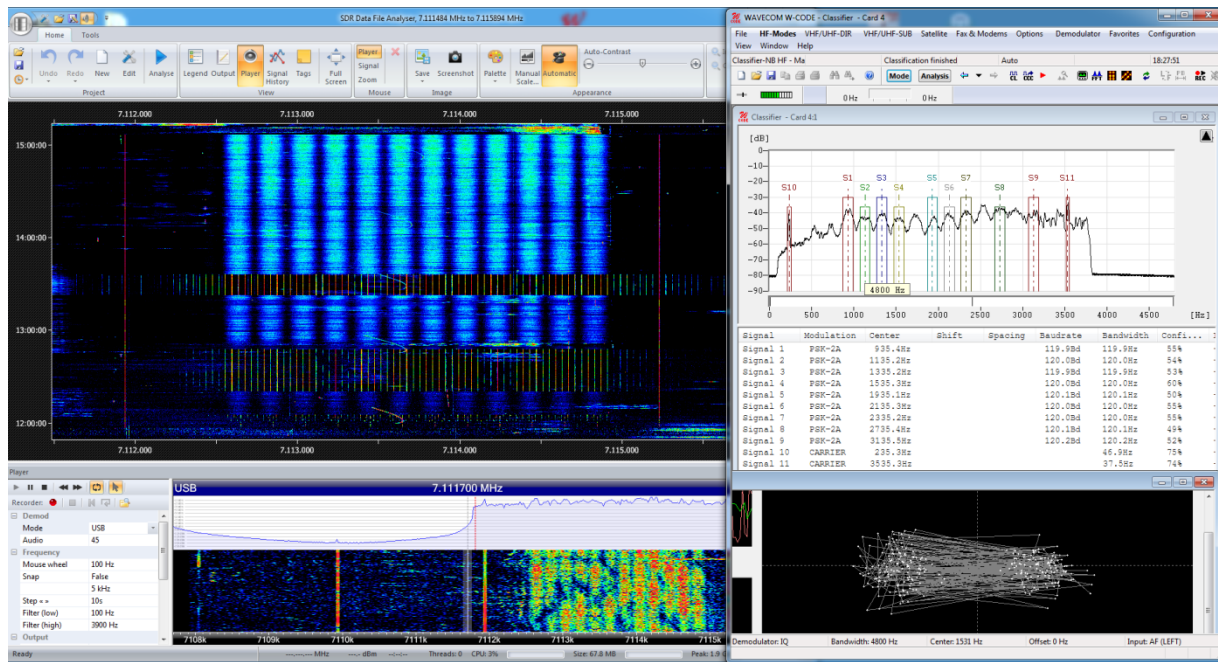 SDR Data File Analyser, 7.111484 MHz to 7.115894 MHz
Home Tools
Undo Redo New Edit Analyse Legend Output Player Signal History Tags Full Screen
Player
Signal
Zoom
Save Screenshot Palette Manual Scale... Automatic
Auto-Contrast
Project View Mouse Image Appearance
7.112.000 7.113.000 7.114.000 7.115.000
15:00:00
14:00:00
13:00:00
12:00:00
7.112.000 7.113.000 7.114.000 7.115.000
Player
Recorder:
Demod
Mode USB
Audio 45
Frequency
Mouse wheel 100 Hz
Snap False
5 kHz
Step « » 10s
Filter (low) 100 Hz
Filter (high) 3900 Hz
Output
USB 7.111700 MHz
7108k 7109k 7110k 7111k 7112k 7113k 7114k 7115k
Ready MHz dBm Threads: 0 CPU: 3% Size: 67.8 MB Peak: 1.9
WAVECOM W-CODE - Classifier - Card 4
File HF-Modes VHF/UHF-DIR VHF/UHF-SUB Satellite Fax & Modems Options Demodulator Favorites Configuration
View Window Help
Classifier-NB HF - Ma Classification finished Auto 18:27:51
Mode Analysis
0 Hz 0 Hz
Classifier - Card 4:1
[dB]
0
-10
-20
-30
-40
-50
-60
-70
-80
-90
S10 S1 S2 S3 S4 S5 S6 S7 S8 S9 S11
4800 Hz
0 500 1000 1500 2000 2500 3000 3500 4000 4500 [Hz]
Signal Modulation Center Shift Spacing Baudrate Bandwidth Confi...
Signal 1 PSK-2A 935.4Hz 119.9Bd 119.9Hz 55%
Signal 2 PSK-2A 1135.2Hz 120.0Bd 120.0Hz 54%
Signal 3 PSK-2A 1335.2Hz 119.9Bd 119.9Hz 53%
Signal 4 PSK-2A 1535.3Hz 120.0Bd 120.0Hz 60%
Signal 5 PSK-2A 1935.1Hz 120.1Bd 120.1Hz 50%
Signal 6 PSK-2A 2135.3Hz 120.0Bd 120.0Hz 55%
Signal 7 PSK-2A 2335.2Hz 120.0Bd 120.0Hz 55%
Signal 8 PSK-2A 2735.4Hz 120.1Bd 120.1Hz 49%
Signal 9 PSK-2A 3135.5Hz 120.2Bd 120.2Hz 52%
Signal 10 CARRIER 235.3Hz 46.9Hz 75%
Signal 11 CARRIER 3535.3Hz 37.5Hz 74%
Demodulator: IQ Bandwidth: 4800 Hz Center: 1531 Hz Offset: 0 Hz Input: AF (LEFT)